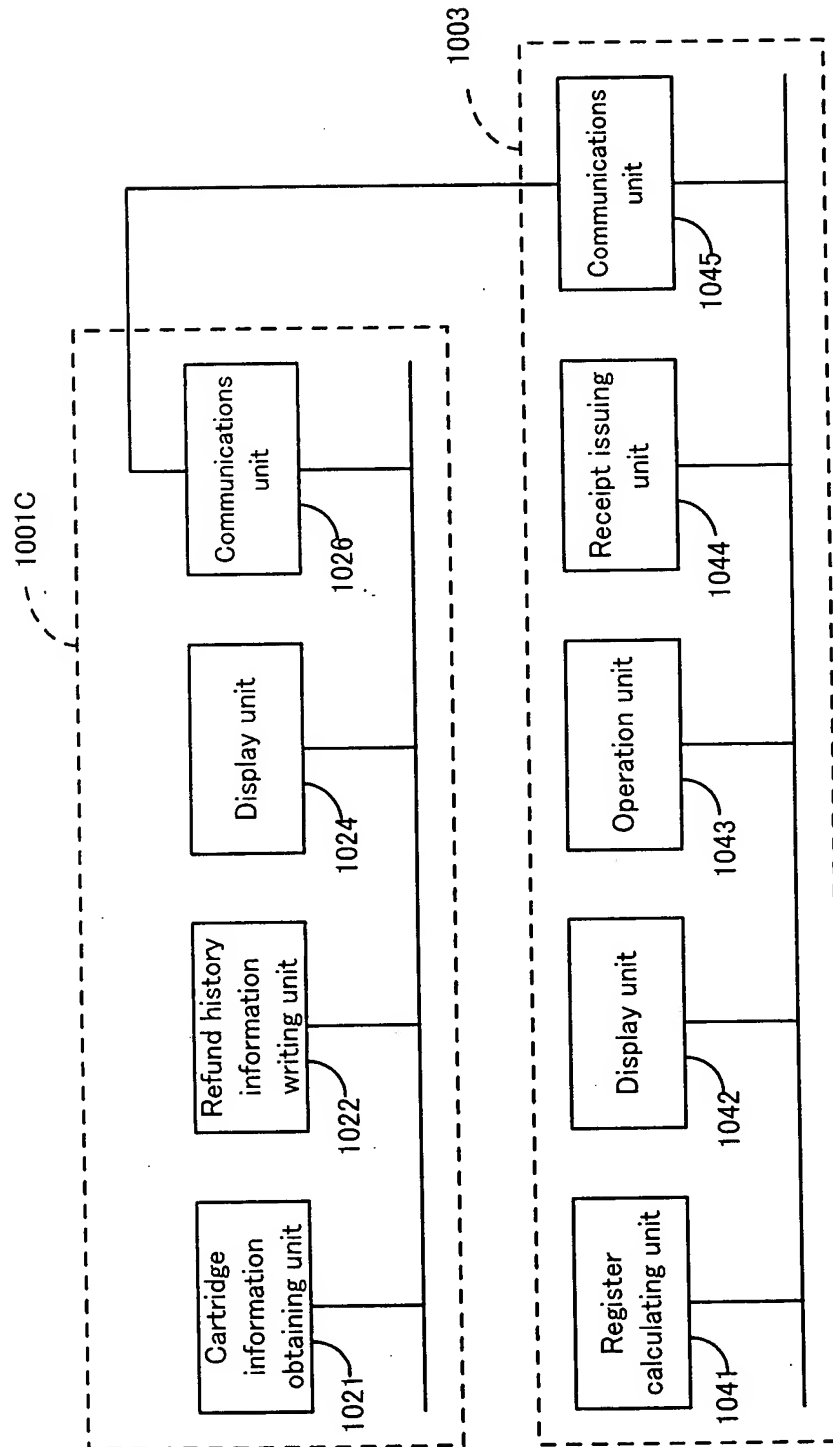 1001C
Cartridge
information
obtaining unit
1021
Refund history
information
writing unit
1022
Display unit
1024
Communications
unit
1026
1003
Register
calculating unit
1041
Display unit
1042
Operation unit
1043
Receipt issuing
unit
1044
Communications
unit
1045